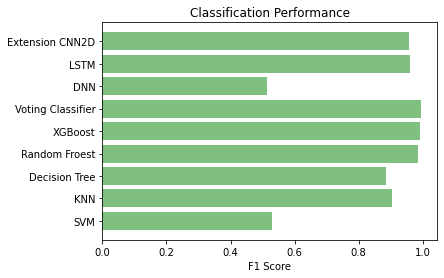 Classification Performance
Extension CNN2D
LSTM
DNN
Voting Classifier
XGBoost
Random Froest
Decision Tree
KNN
SVM
0.0 0.2 0.4 0.6 0.8 1.0
F1 Score